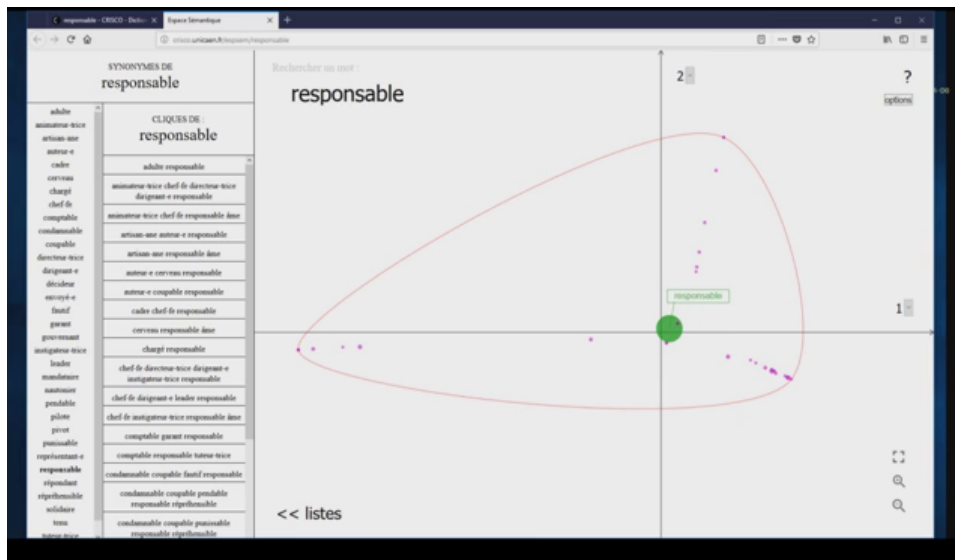 responsable - CRISCO - Diction
Espace Sémantique
crisco.unicaen.fr/espsem/responsable
SYNONYMES DE
responsable
adulte
animateur-trice
artisan-ane
auteur-e
cadre
cerveau
chargé
chef-fe
comptable
condamnable
coupable
directeur-trice
dirigeant-e
décideur
envoyé-e
fautif
garant
gouvernant
instigateur-trice
leader
mandataire
nautonier
pendable
pilote
pivot
punissable
représentant-e
responsable
répondant
répréhensible
solidaire
tenu
tuteur-trice
CLIQUES DE :
responsable
adulte responsable
animateur-trice chef-fe directeur-trice
dirigeant-e responsable
animateur-trice chef-fe responsable âme
artisan-ane auteur-e responsable
artisan-ane responsable âme
auteur-e cerveau responsable
auteur-e coupable responsable
cadre chef-fe responsable
cerveau responsable âme
chargé responsable
chef-fe directeur-trice dirigeant-e
instigateur-trice responsable
chef-fe dirigeant-e leader responsable
chef-fe instigateur-trice responsable âme
comptable garant responsable
comptable responsable tuteur-trice
condamnable coupable fautif responsable
condamnable coupable pendable
responsable répréhensible
condamnable coupable punissable
responsable répréhensible
Rechercher un mot :
responsable
2
?
options
responsable
1
<< listes